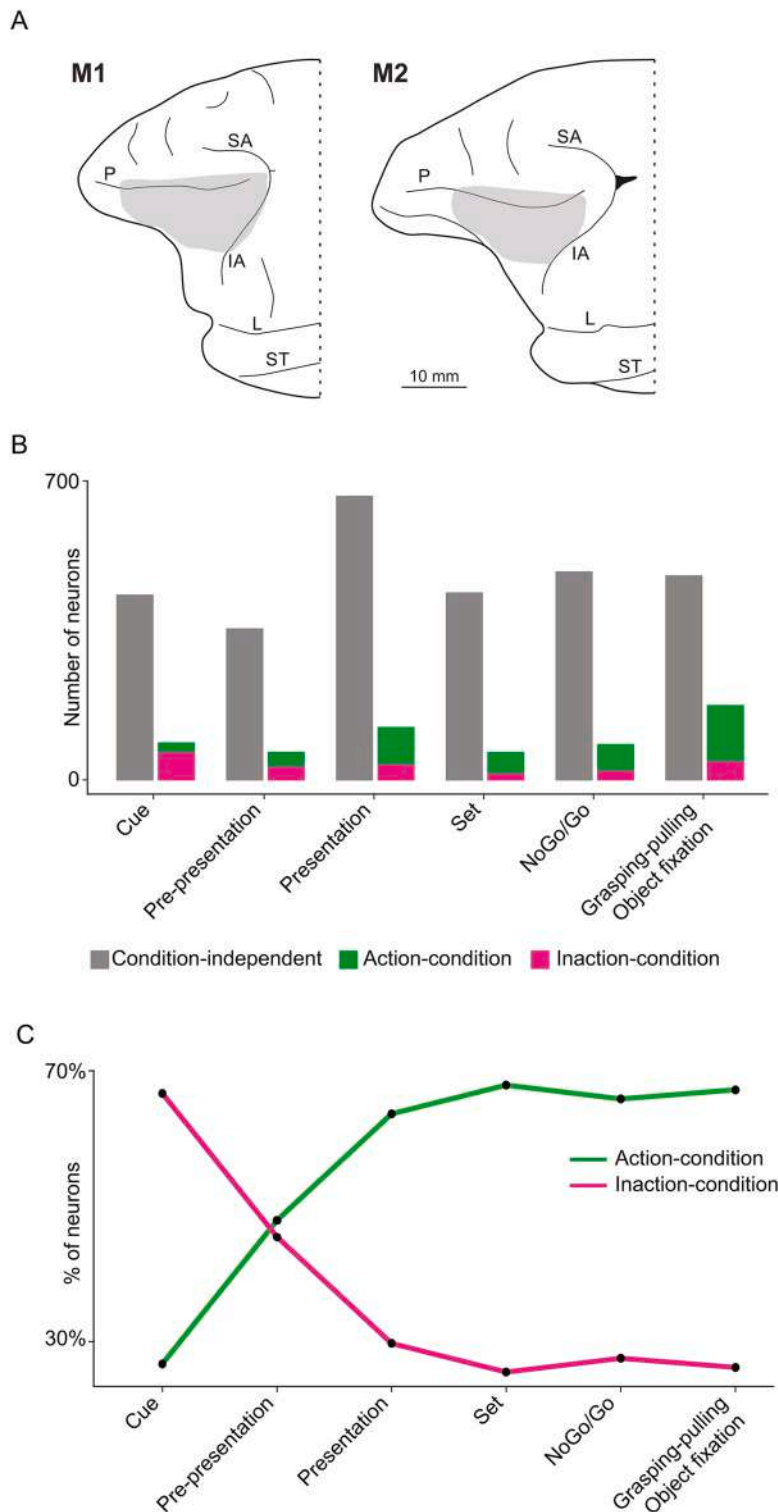 A
M1
M2
SA
P
IA
L
ST
SA
P
IA
L
ST
10 mm
B
700
Number of neurons
0
Cue
Pre-presentation
Presentation
Set
NoGo/Go
Grasping-pulling
Object fixation
Condition-independent
Action-condition
Inaction-condition
C
70%
% of neurons
30%
Action-condition
Inaction-condition
Cue
Pre-presentation
Presentation
Set
NoGo/Go
Grasping-pulling
Object fixation